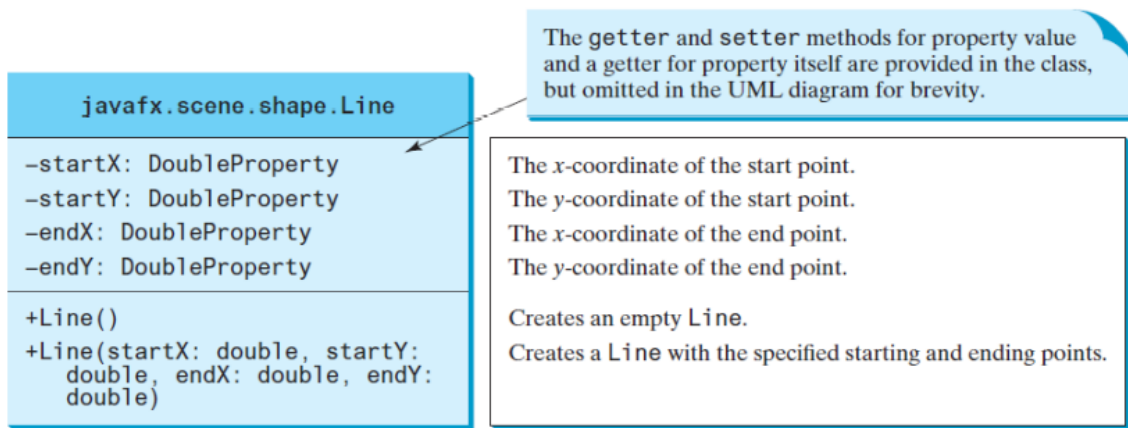 The getter and setter methods for property value
and a getter for property itself are provided in the class,
but omitted in the UML diagram for brevity.
javafx.scene.shape.Line
–startX: DoubleProperty
–startY: DoubleProperty
–endX: DoubleProperty
–endY: DoubleProperty
The x-coordinate of the start point.
The y-coordinate of the start point.
The x-coordinate of the end point.
The y-coordinate of the end point.
+Line()
+Line(startX: double, startY:
double, endX: double, endY:
double)
Creates an empty Line.
Creates a Line with the specified starting and ending points.